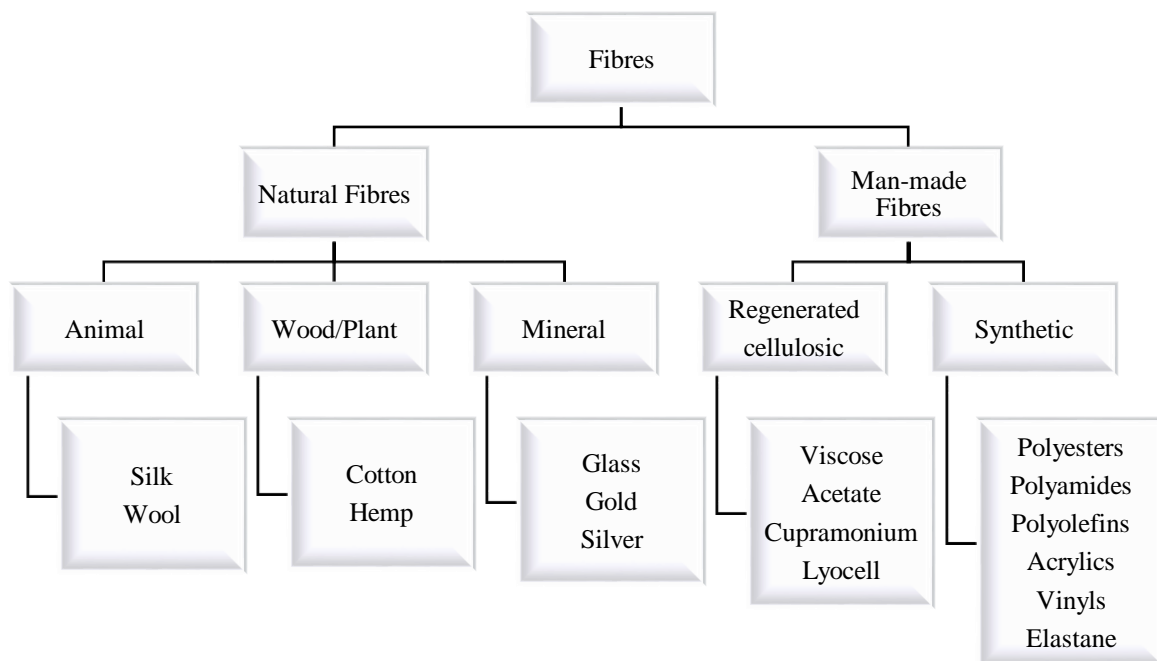 Fibres
Natural Fibres
Man-made
Fibres
Animal
Wood/Plant
Mineral
Regenerated
cellulosic
Synthetic
Silk
Wool
Cotton
Hemp
Glass
Gold
Silver
Viscose
Acetate
Cupramonium
Lyocell
Polyesters
Polyamides
Polyolefins
Acrylics
Vinyls
Elastane